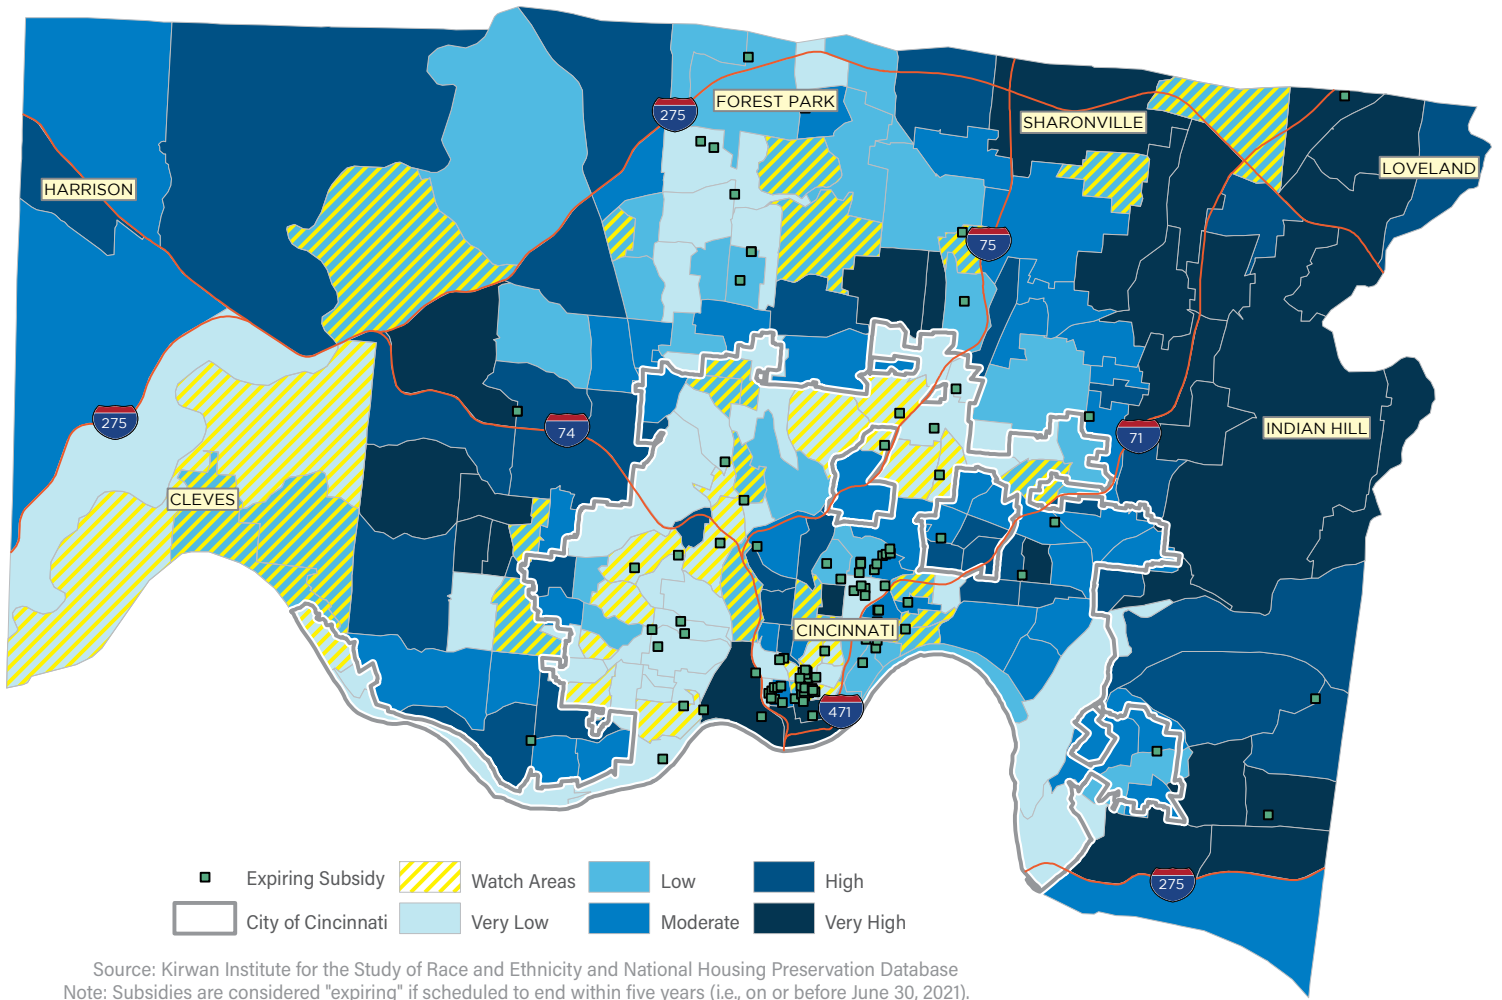 FOREST PARK
275
SHARONVILLE
LOVELAND
HARRISON
75
275
74
71
INDIAN HILL
CLEVES
CINCINNATI
471
275
Expiring Subsidy
Watch Areas
Low
High
City of Cincinnati
Very Low
Moderate
Very High
Source: Kirwan Institute for the Study of Race and Ethnicity and National Housing Preservation Database
Note: Subsidies are considered "expiring" if scheduled to end within five years (i.e., on or before June 30, 2021).